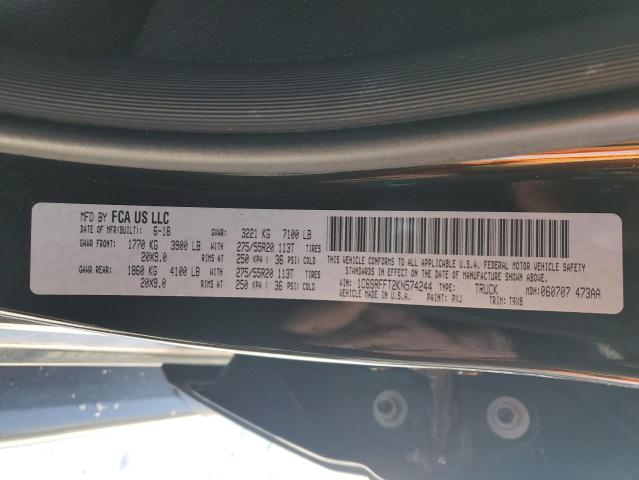 MFD BY FCA US LLC
DATE OF MFR(BUILT): 6-18 GVWR: 3221 KG 7100 LB
GAWR FRONT: 1770 KG 3900 LB WITH 275/55R20 113T TIRES
20X9.0 RIMS AT 250 KPA ( 36 PSI) COLD
GAWR REAR: 1860 KG 4100 LB WITH 275/55R20 113T TIRES
20X9.0 RIMS AT 250 KPA ( 36 PSI) COLD
THIS VEHICLE CONFORMS TO ALL APPLICABLE U.S.A. FEDERAL MOTOR VEHICLE SAFETY
STANDARDS IN EFFECT ON THE DATE OF MANUFACTURE SHOWN ABOVE.
VIN: 1C6SRFFT2KN574244 TYPE: TRUCK MDH: 060707 473AA
VEHICLE MADE IN U.S.A. PAINT: PXJ TRIM: T9X8